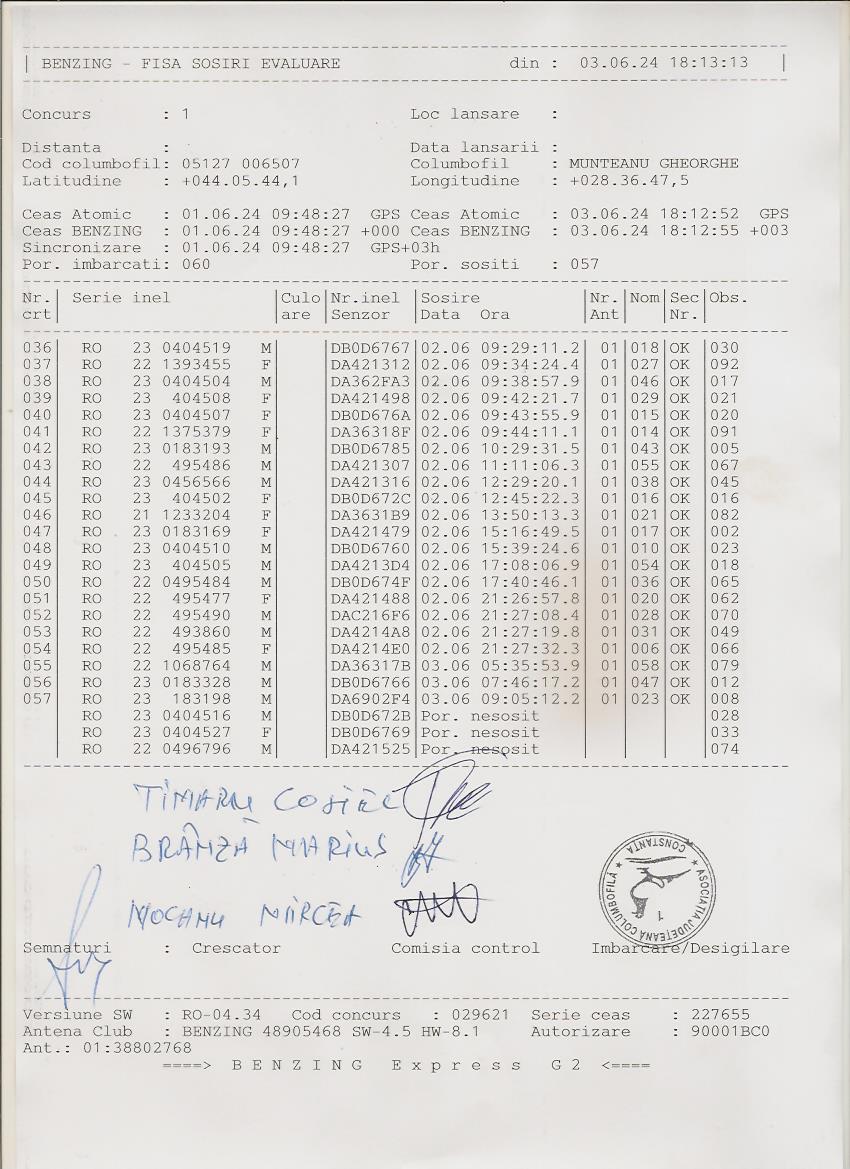 BENZING - FISA SOSIRI EVALUARE din : 03.06.24 18:13:13
Concurs : 1 Loc lansare :
Distanta : Data lansarii :
Cod columbofil: 05127 006507 Columbofil : MUNTEANU GHEORGHE
Latitudine : +044.05.44,1 Longitudine : +028.36.47,5
Ceas Atomic : 01.06.24 09:48:27 GPS Ceas Atomic : 03.06.24 18:12:52 GPS
Ceas BENZING : 01.06.24 09:48:27 +000 Ceas BENZING : 03.06.24 18:12:55 +003
Sincronizare : 01.06.24 09:48:27 GPS+03h
Por. imbarcati: 060 Por. sositi : 057
Nr. Serie inel Culo Nr.inel Sosire Nr. Nom Sec Obs.
crt are Senzor Data Ora Ant Nr.
036 RO 23 0404519 M DB0D6767 02.06 09:29:11.2 01 018 OK 030
037 RO 22 1393455 F DA421312 02.06 09:34:24.4 01 027 OK 092
038 RO 23 0404504 M DA362FA3 02.06 09:38:57.9 01 046 OK 017
039 RO 23 404508 F DA421498 02.06 09:42:21.7 01 029 OK 021
040 RO 23 0404507 F DB0D676A 02.06 09:43:55.9 01 015 OK 020
041 RO 22 1375379 F DA36318F 02.06 09:44:11.1 01 014 OK 091
042 RO 23 0183193 M DB0D6785 02.06 10:29:31.5 01 043 OK 005
043 RO 22 495486 M DA421307 02.06 11:11:06.3 01 055 OK 067
044 RO 23 0456566 M DA421316 02.06 12:29:20.1 01 038 OK 045
045 RO 23 404502 F DB0D672C 02.06 12:45:22.3 01 016 OK 016
046 RO 21 1233204 F DA3631B9 02.06 13:50:13.3 01 021 OK 082
047 RO 23 0183169 F DA421479 02.06 15:16:49.5 01 017 OK 002
048 RO 23 0404510 M DB0D6760 02.06 15:39:24.6 01 010 OK 023
049 RO 23 404505 M DA4213D4 02.06 17:08:06.9 01 054 OK 018
050 RO 22 0495484 M DB0D674F 02.06 17:40:46.1 01 036 OK 065
051 RO 22 495477 F DA421488 02.06 21:26:57.8 01 020 OK 062
052 RO 22 495490 M DAC216F6 02.06 21:27:08.4 01 028 OK 070
053 RO 22 493860 M DA4214A8 02.06 21:27:19.8 01 031 OK 049
054 RO 22 495485 F DA4214E0 02.06 21:27:32.3 01 006 OK 066
055 RO 22 1068764 M DA36317B 03.06 05:35:53.9 01 058 OK 079
056 RO 23 0183328 M DB0D6766 03.06 07:46:17.2 01 047 OK 012
057 RO 23 183198 M DA6902F4 03.06 09:05:12.2 01 023 OK 008
RO 23 0404516 M DB0D672B Por. nesosit 028
RO 23 0404527 F DB0D6769 Por. nesosit 033
RO 22 0496796 M DA421525 Por. nesosit 074
TIMARU COSTEL
BRÂNZĂ MARIUS
MOCANU MIRCEA
ASOCIATIA JUDEŢEANĂ COLUMBOFILĂ
CONSTANŢA
1
Semnaturi : Crescator Comisia control Imbarcare/Desigilare
Versiune SW : RO-04.34 Cod concurs : 029621 Serie ceas : 227655
Antena Club : BENZING 48905468 SW-4.5 HW-8.1 Autorizare : 90001BC0
Ant.: 01:38802768
====> B E N Z I N G E x p r e s s G 2 <====